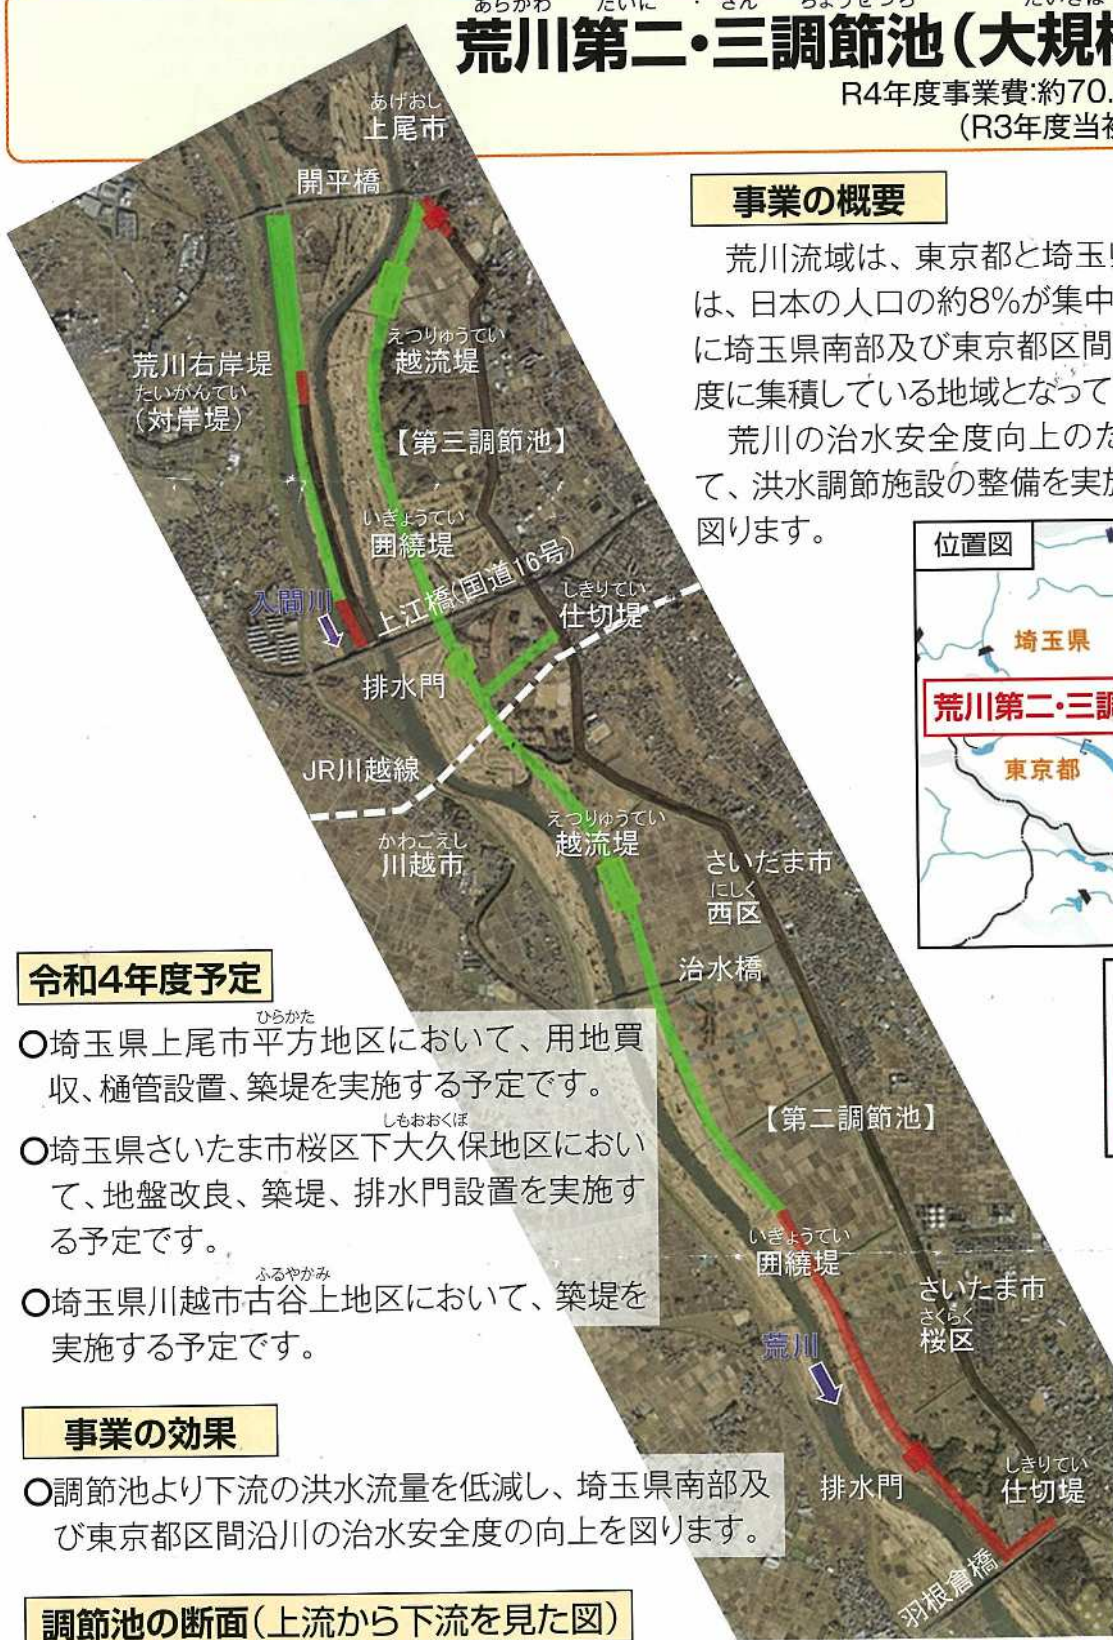 あらかわ だいに ・ さん ちょうせつち
荒川第二・三調節池(大規
R4年度事業費:約70.
(R3年度当初
事業の概要
荒川流域は、東京都と埼玉県
は、日本の人口の約8%が集中
に埼玉県南部及び東京都区間
度に集積している地域となって
荒川の治水安全度向上のた
て、洪水調節施設の整備を実施
図ります。
位置図
埼玉県
荒川第二・三調
東京都
あげおし
上尾市
開平橋
えつりゅうてい
越流堤
荒川右岸堤
たいがんてい
(対岸堤)
【第三調節池】
いぎょうてい
囲繞堤
上江橋(国道16号)
しきりてい
仕切堤
入間川
排水門
JR川越線
かわごえし
川越市
えつりゅうてい
越流堤
さいたま市
にしく
西区
治水橋
【第二調節池】
いぎょうてい
囲繞堤
さいたま市
さくらく
桜区
荒川
排水門
しきりてい
仕切堤
羽根倉橋
令和4年度予定
ひらかた
○埼玉県上尾市平方地区において、用地買
収、樋管設置、築堤を実施する予定です。
しもおおくぼ
○埼玉県さいたま市桜区下大久保地区におい
て、地盤改良、築堤、排水門設置を実施す
る予定です。
ふるやかみ
○埼玉県川越市古谷上地区において、築堤を
実施する予定です。
事業の効果
○調節池より下流の洪水流量を低減し、埼玉県南部及
び東京都区間沿川の治水安全度の向上を図ります。
調節池の断面(上流から下流を見た図)